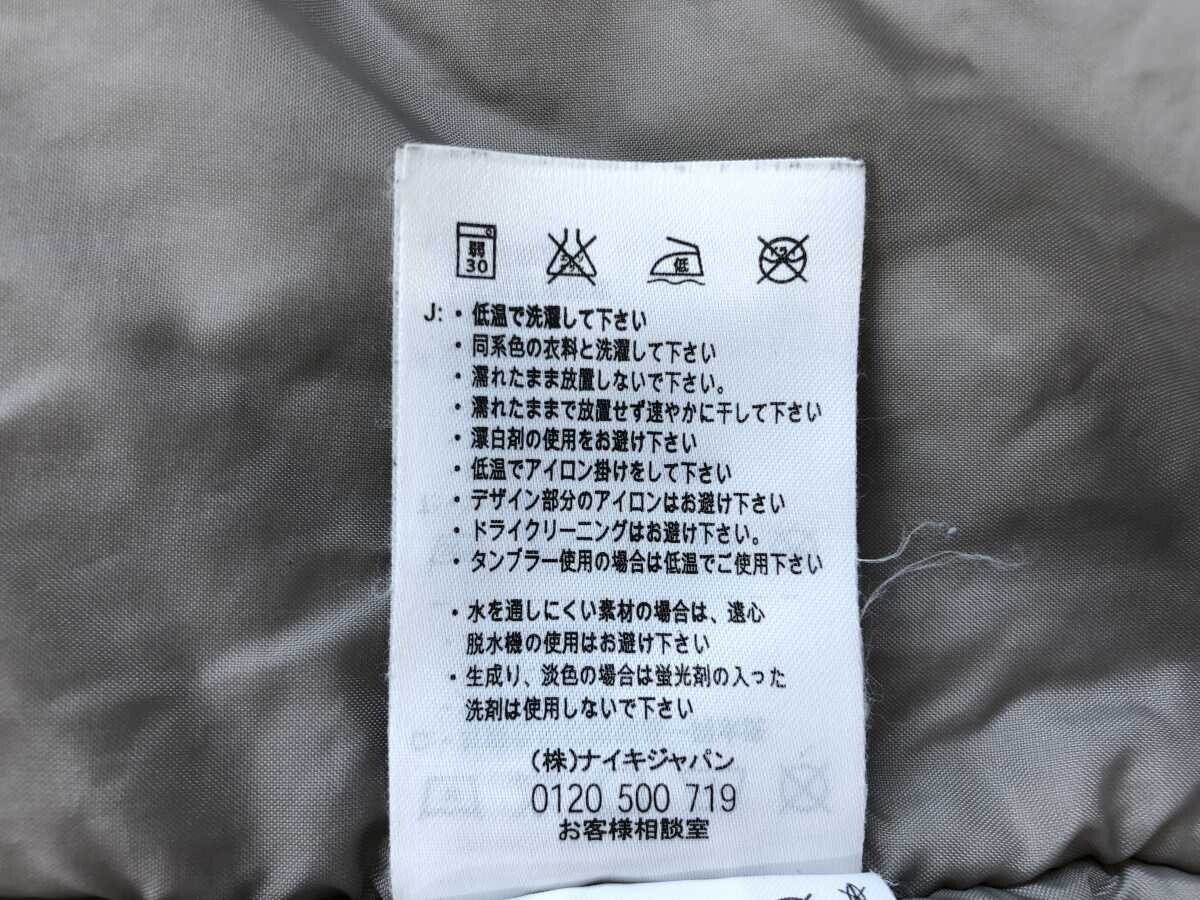 弱
30
低
J: ・低温で洗濯して下さい
・同系色の衣料と洗濯して下さい
・濡れたまま放置しないで下さい。
・濡れたままで放置せず速やかに干して下さい
・漂白剤の使用をお避け下さい
・低温でアイロン掛けをして下さい
・デザイン部分のアイロンはお避け下さい
・ドライクリーニングはお避け下さい。
・タンブラー使用の場合は低温でご使用下さい
・水を通しにくい素材の場合は、遠心
脱水機の使用はお避け下さい
・生成り、淡色の場合は蛍光剤の入った
洗剤は使用しないで下さい
(株)ナイキジャパン
0120 500 719
お客様相談室